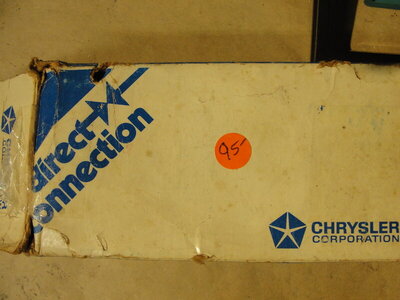 direct
connection
95-
CHRYSLER
CORPORATION